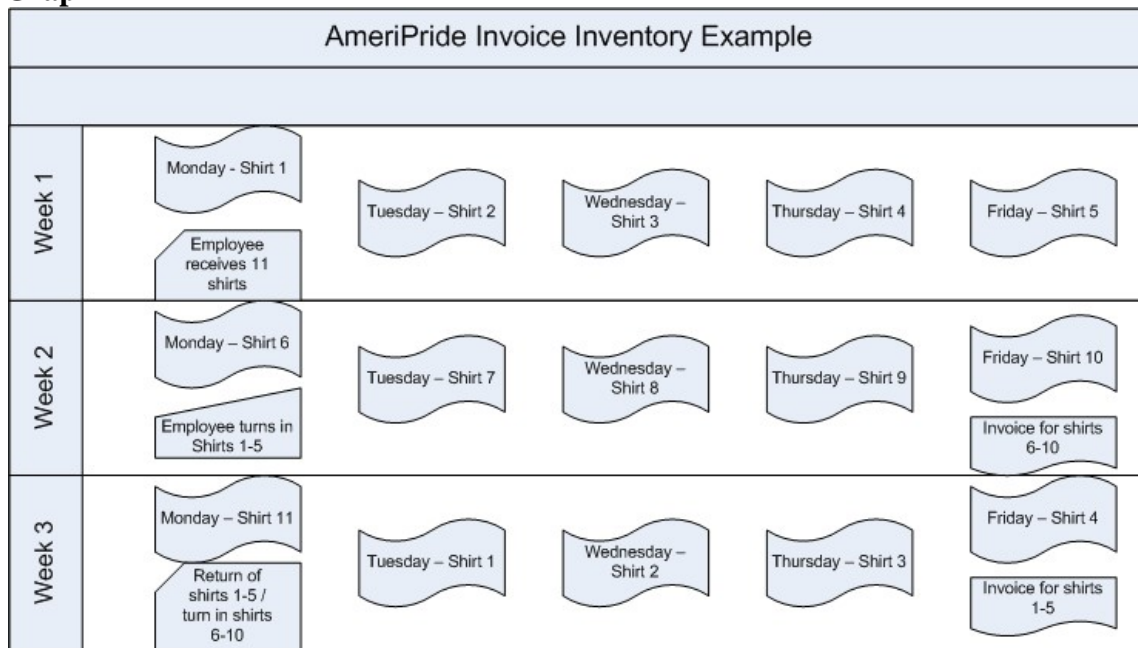 AmeriPride Invoice Inventory Example
Week 1
Monday - Shirt 1
Employee
receives 11
shirts
Tuesday – Shirt 2
Wednesday –
Shirt 3
Thursday – Shirt 4
Friday – Shirt 5
Week 2
Monday – Shirt 6
Employee turns in
Shirts 1-5
Tuesday – Shirt 7
Wednesday –
Shirt 8
Thursday – Shirt 9
Friday – Shirt 10
Invoice for shirts
6-10
Week 3
Monday – Shirt 11
Return of
shirts 1-5 /
turn in shirts
6-10
Tuesday – Shirt 1
Wednesday –
Shirt 2
Thursday – Shirt 3
Friday – Shirt 4
Invoice for shirts
1-5